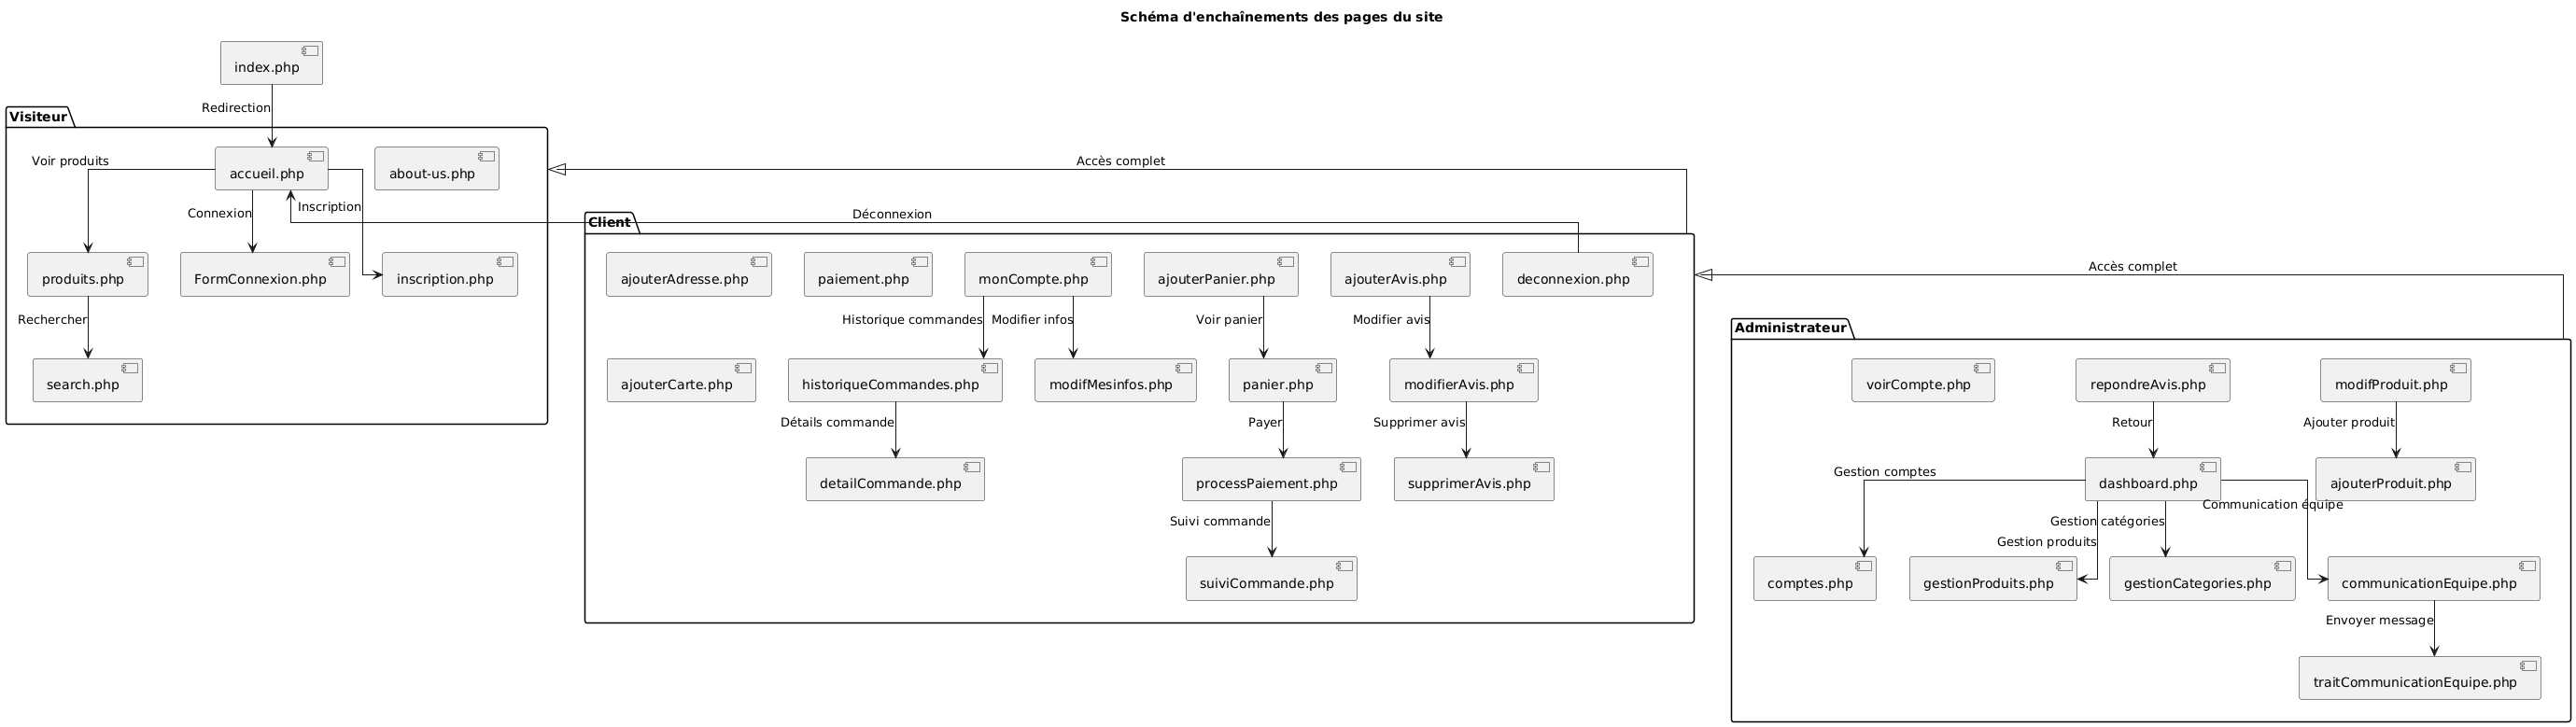 Schéma d'enchaînements des pages du site
index.php
Redirection
Visiteur
Voir produits
accueil.php
about-us.php
Connexion
Inscription
produits.php
FormConnexion.php
inscription.php
Rechercher
search.php
Accès complet
Déconnexion
Client
ajouterAdresse.php
paiement.php
monCompte.php
ajouterPanier.php
ajouterAvis.php
deconnexion.php
Historique commandes
Modifier infos
Voir panier
Modifier avis
ajouterCarte.php
historiqueCommandes.php
modifMesinfos.php
panier.php
modifierAvis.php
Détails commande
Payer
Supprimer avis
detailCommande.php
processPaiement.php
supprimerAvis.php
Suivi commande
suiviCommande.php
Accès complet
Administrateur
voirCompte.php
repondreAvis.php
modifProduit.php
Retour
Ajouter produit
Gestion comptes
dashboard.php
ajouterProduit.php
Communication équipe
Gestion catégories
Gestion produits
comptes.php
gestionProduits.php
gestionCategories.php
communicationEquipe.php
Envoyer message
traitCommunicationEquipe.php